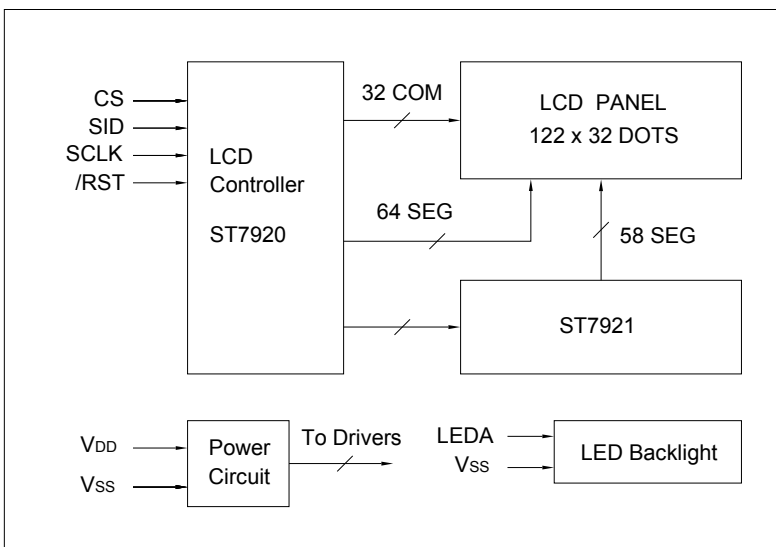 CS
SID
SCLK
/RST
LCD
Controller
ST7920
32 COM
64 SEG
LCD PANEL
122 x 32 DOTS
58 SEG
ST7921
VDD
VSS
Power
Circuit
To Drivers
LEDA
VSS
LED Backlight